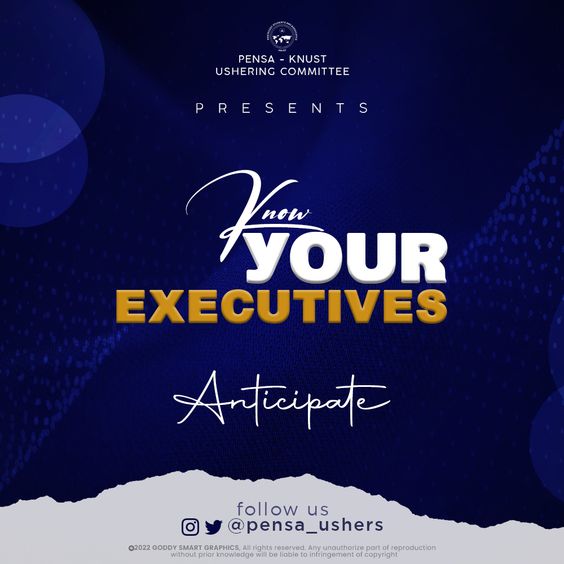 PENSA - KNUST
USHERING COMMITTEE
PRESENTS
Know
YOUR
EXECUTIVES
Anticipate
follow us
@pensa_ushers
©2022 GODDY SMART GRAPHICS, All rights reserved. Any unauthorize part of reproduction
without prior knowledge will be liable to infringement of copyright